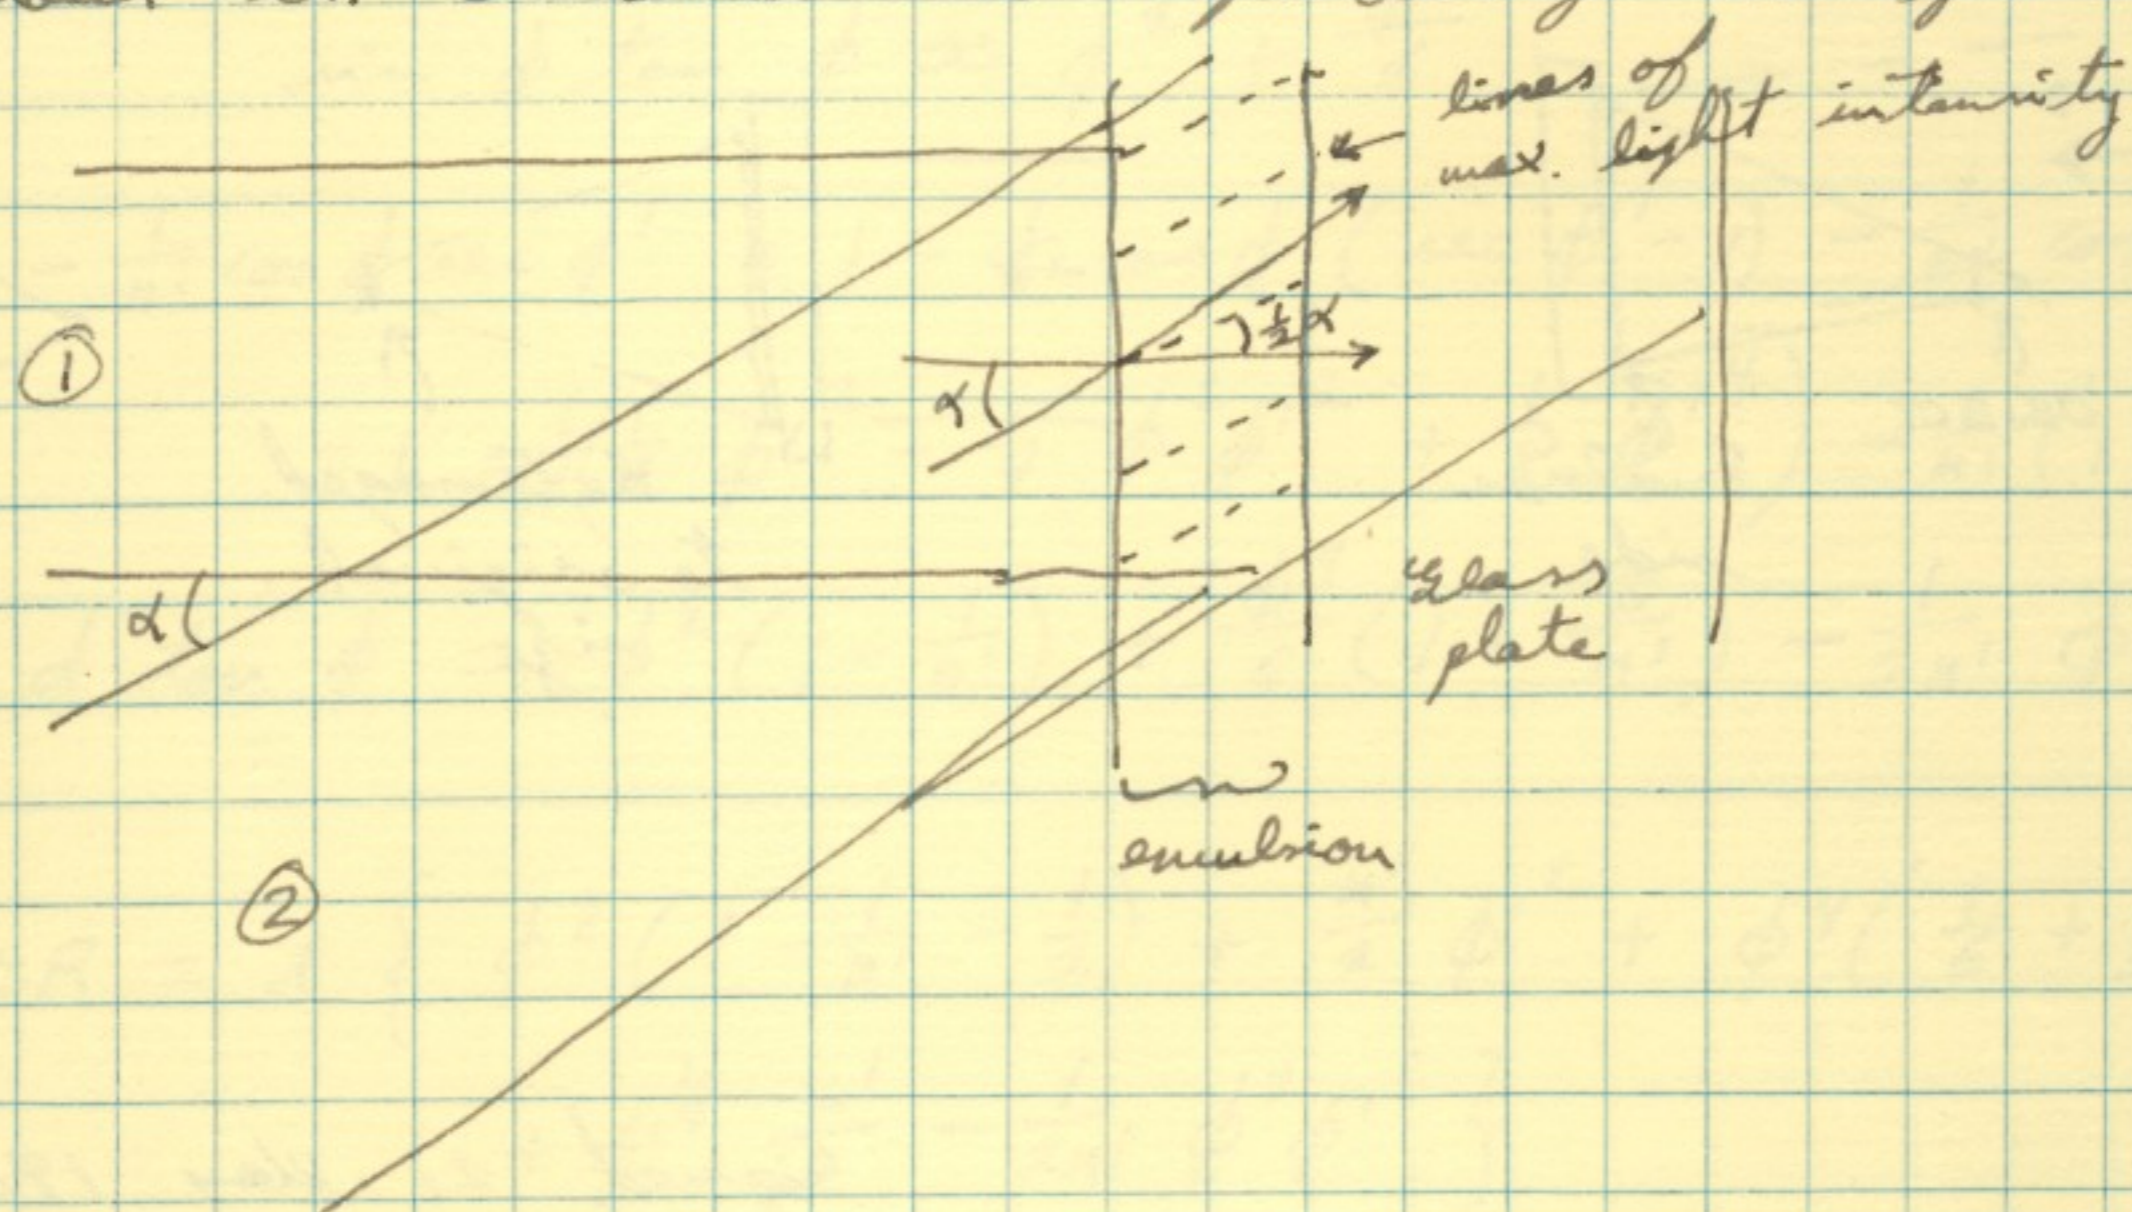 lines of
max. light intensity
①
½α
α
α
Glass
plate
②
emulsion